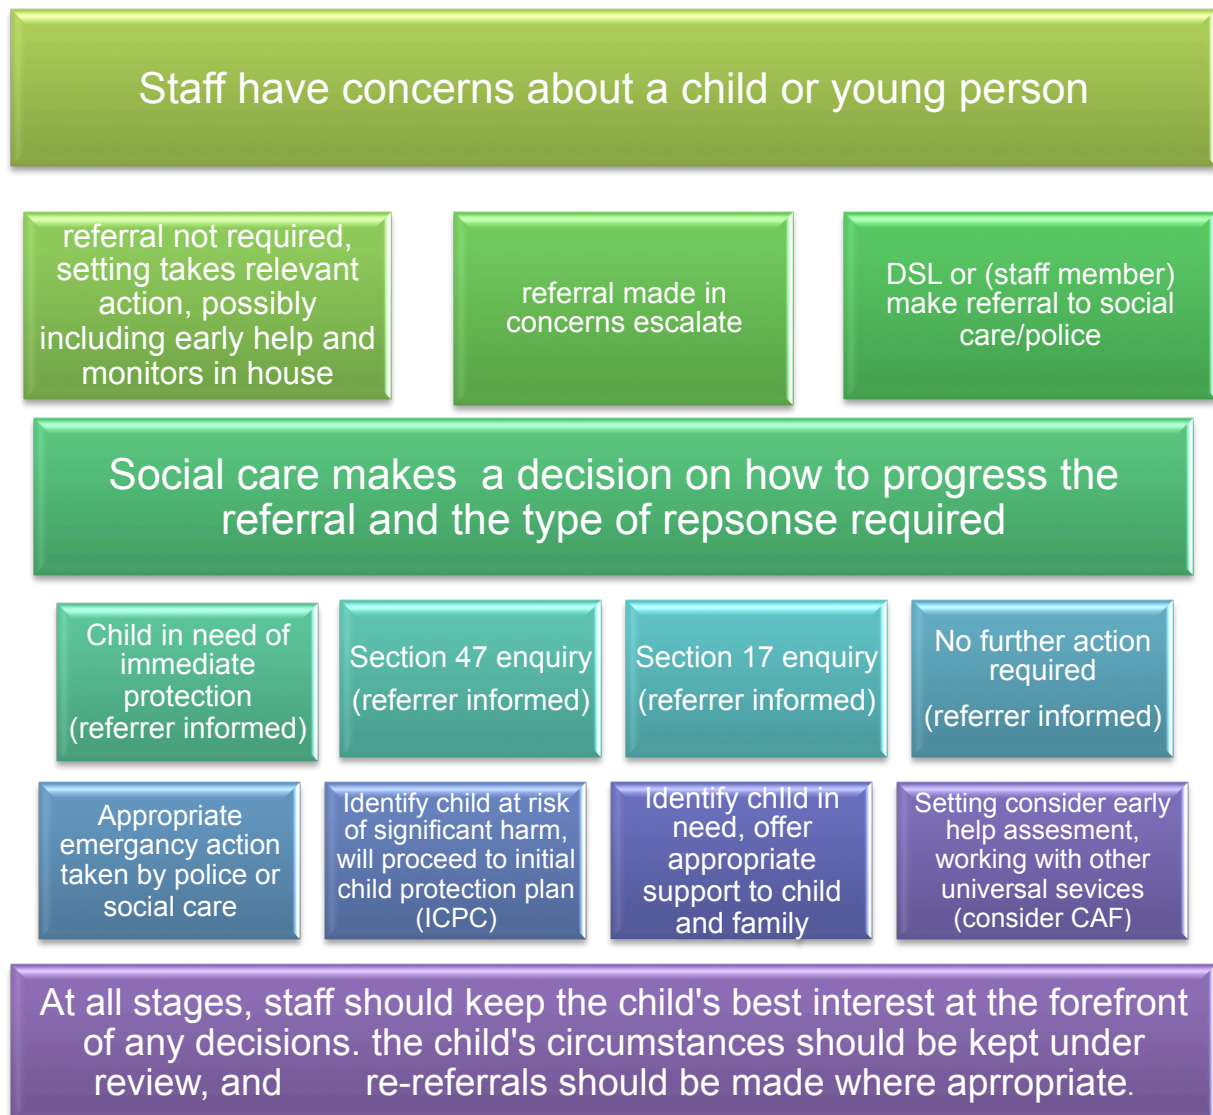 Staff have concerns about a child or young person
referral not required,
setting takes relevant
action, possibly
including early help and
monitors in house
referral made in
concerns escalate
DSL or (staff member)
make referral to social
care/police
Social care makes  a decision on how to progress the
referral and the type of repsonse required
Child in need of
immediate
protection
(referrer informed)
Section 47 enquiry
(referrer informed)
Section 17 enquiry
(referrer informed)
No further action
required
(referrer informed)
Appropriate
emergancy action
taken by police or
social care
Identify child at risk
of significant harm,
will proceed to initial
child protection plan
(ICPC)
Identify chIld in
need, offer
appropriate
support to child
and family
Setting consider early
help assesment,
working with other
universal sevices
(consider CAF)
At all stages, staff should keep the child's best interest at the forefront
of any decisions. the child's circumstances should be kept under
review, and        re-referrals should be made where aprropriate.